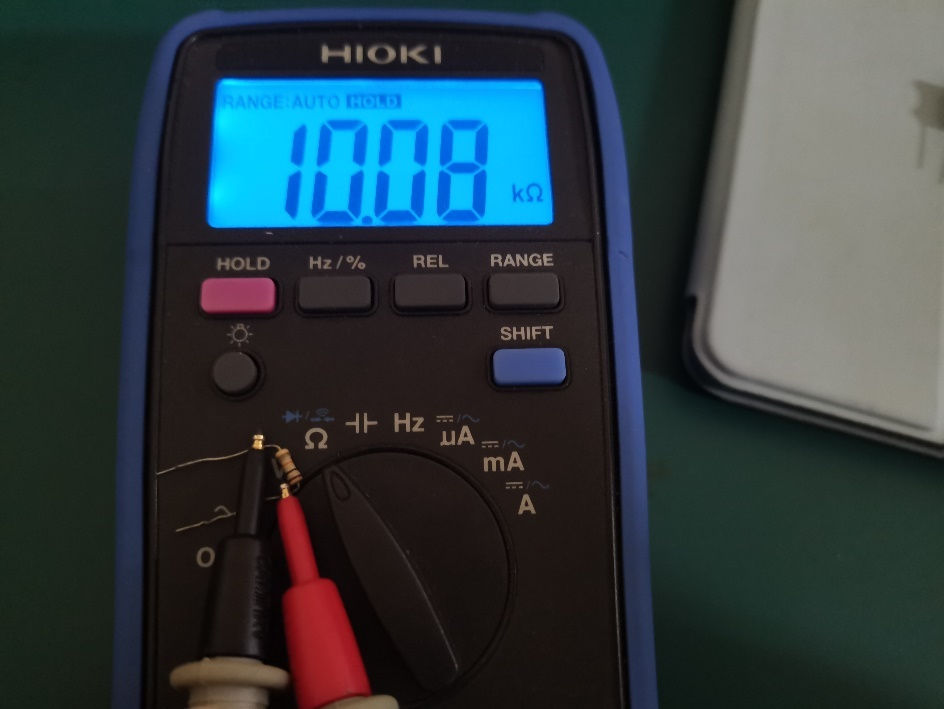 HIOKI
RANGE:AUTO HOLD
10.08 kΩ
HOLD Hz/% REL RANGE
SHIFT
Ω Hz µA
mA
A